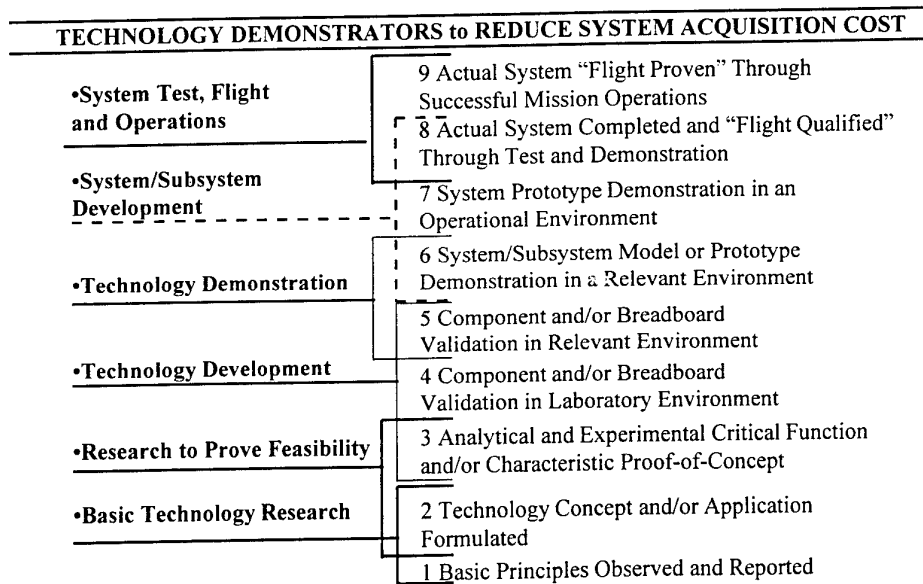 TECHNOLOGY DEMONSTRATORS to REDUCE SYSTEM ACQUISITION COST
•System Test, Flight
and Operations
•System/Subsystem
Development
•Technology Demonstration
•Technology Development
•Research to Prove Feasibility
•Basic Technology Research
9 Actual System “Flight Proven” Through
Successful Mission Operations
8 Actual System Completed and “Flight Qualified”
Through Test and Demonstration
7 System Prototype Demonstration in an
Operational Environment
6 System/Subsystem Model or Prototype
Demonstration in a Relevant Environment
5 Component and/or Breadboard
Validation in Relevant Environment
4 Component and/or Breadboard
Validation in Laboratory Environment
3 Analytical and Experimental Critical Function
and/or Characteristic Proof-of-Concept
2 Technology Concept and/or Application
Formulated
1 Basic Principles Observed and Reported